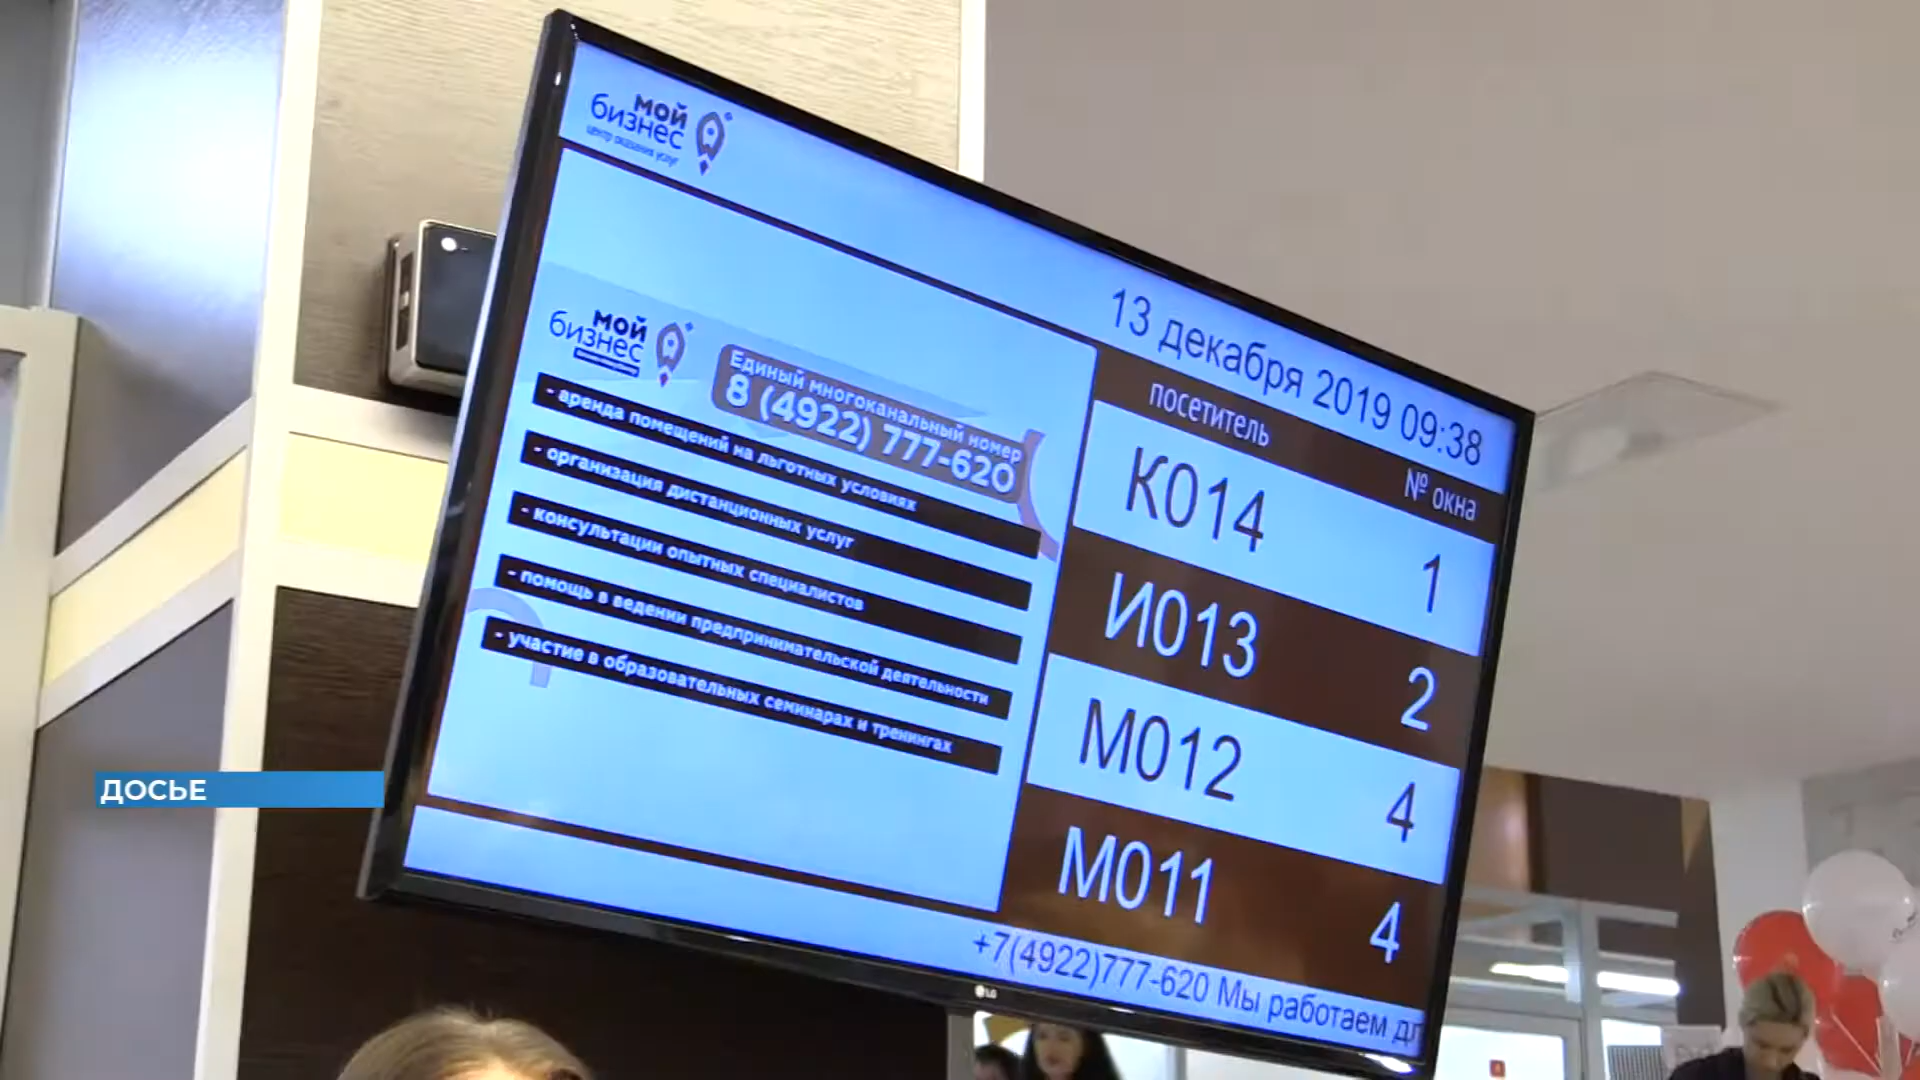 мой
бизнес
центр оказания услуг
13 декабря 2019 09:38
мой
бизнес
Единый многоканальный номер
8 (4922) 777-620
- аренда помещений на льготных условиях
- организация дистанционных услуг
- консультации опытных специалистов
- помощь в ведении предпринимательской деятельности
- участие в образовательных семинарах и тренингах
посетитель № окна
К014 1
И013 2
М012 4
М011 4
+7(4922)777-620 Мы работаем дл
LG
ДОСЬЕ